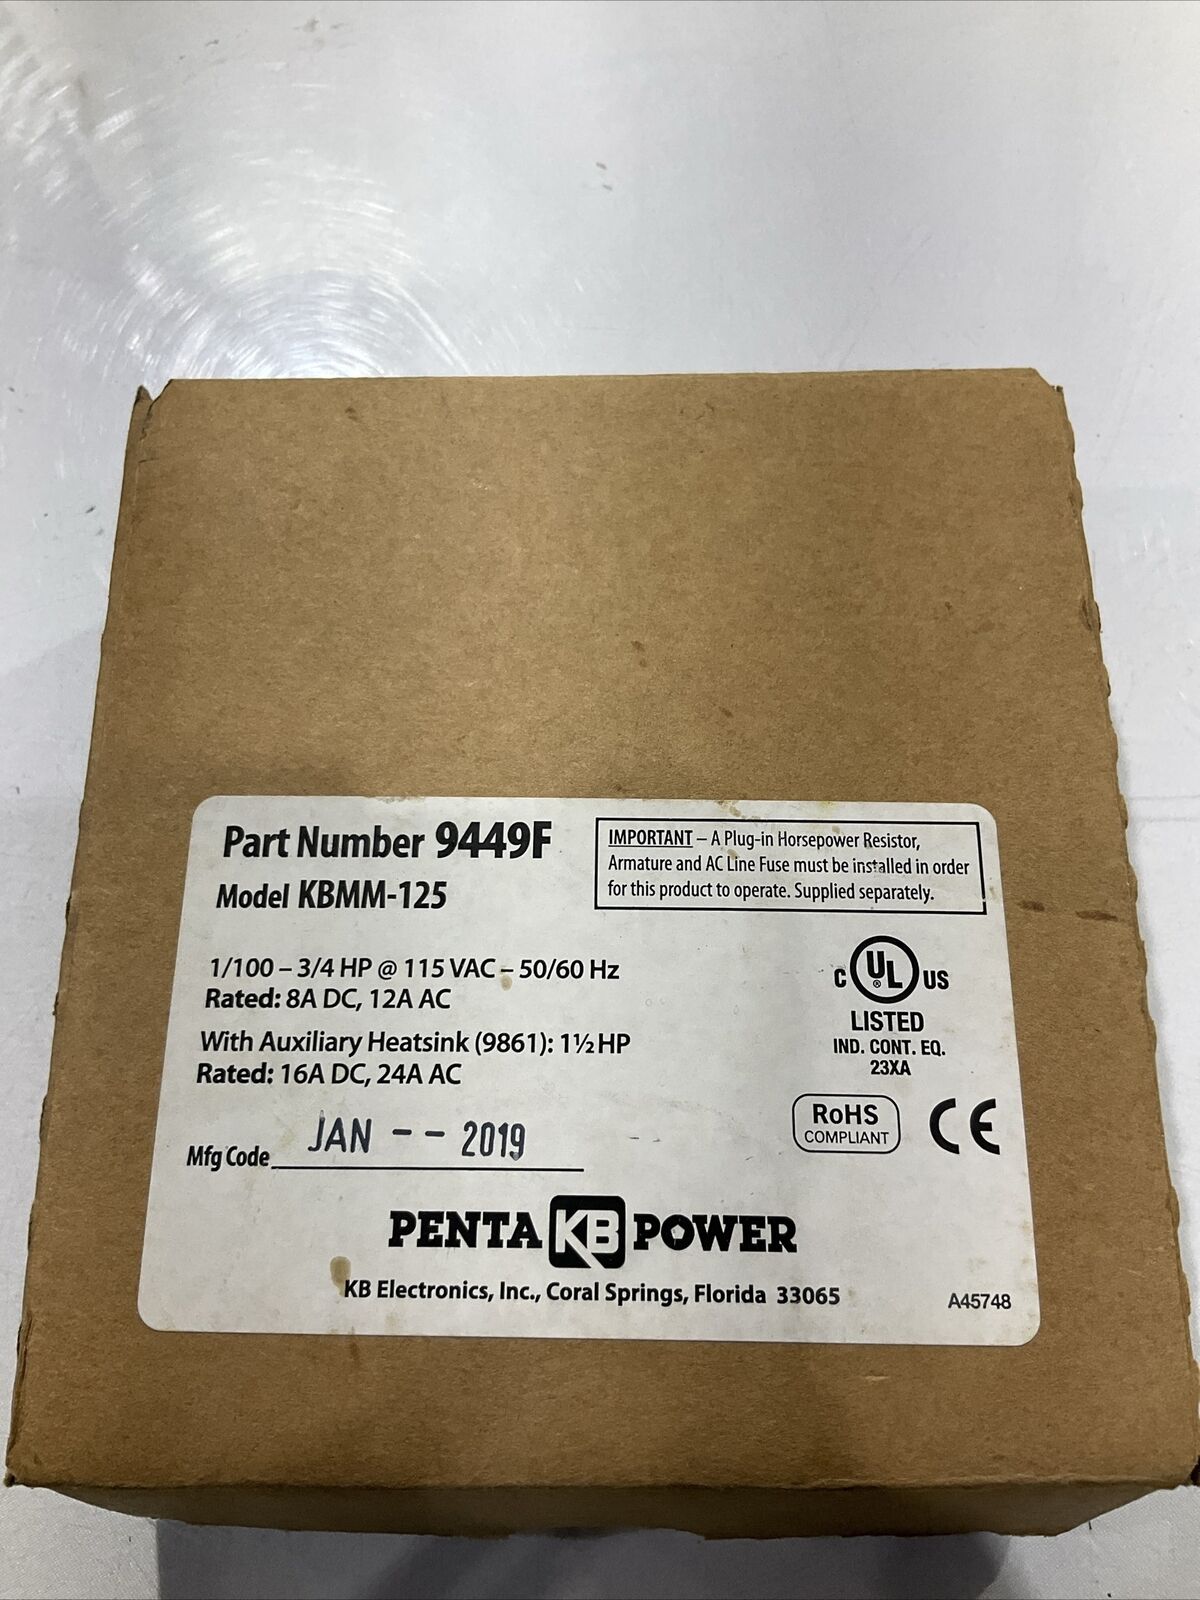 Part Number 9449F
Model KBMM-125
IMPORTANT – A Plug-in Horsepower Resistor,
Armature and AC Line Fuse must be installed in order
for this product to operate. Supplied separately.
1/100 – 3/4 HP @ 115 VAC – 50/60 Hz
Rated: 8A DC, 12A AC
With Auxiliary Heatsink (9861): 1½ HP
Rated: 16A DC, 24A AC
C UL ® US
LISTED
IND. CONT. EQ.
23XA
RoHS
COMPLIANT
CE
Mfg Code JAN -- 2019
PENTA KB POWER
KB Electronics, Inc., Coral Springs, Florida 33065
A45748